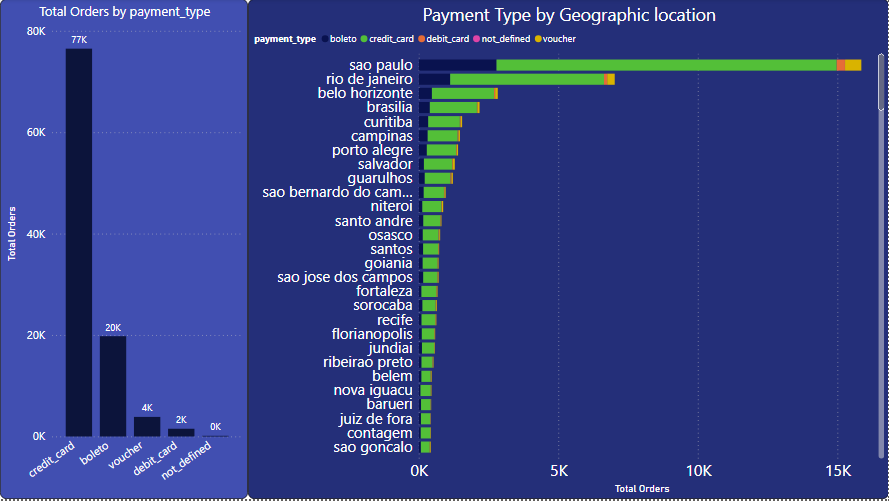 Total Orders by payment_type
80K
77K
60K
40K
20K
20K
4K
2K
0K
0K
Total Orders
credit_card
boleto
voucher
debit_card
not_defined
Payment Type by Geographic location
payment_type boleto credit_card debit_card not_defined voucher
sao paulo
rio de janeiro
belo horizonte
brasilia
curitiba
campinas
porto alegre
salvador
guarulhos
sao bernardo do cam...
niteroi
santo andre
osasco
santos
goiania
sao jose dos campos
fortaleza
sorocaba
recife
florianopolis
jundiai
ribeirao preto
belem
nova iguacu
barueri
juiz de fora
contagem
sao goncalo
0K 5K 10K 15K
Total Orders